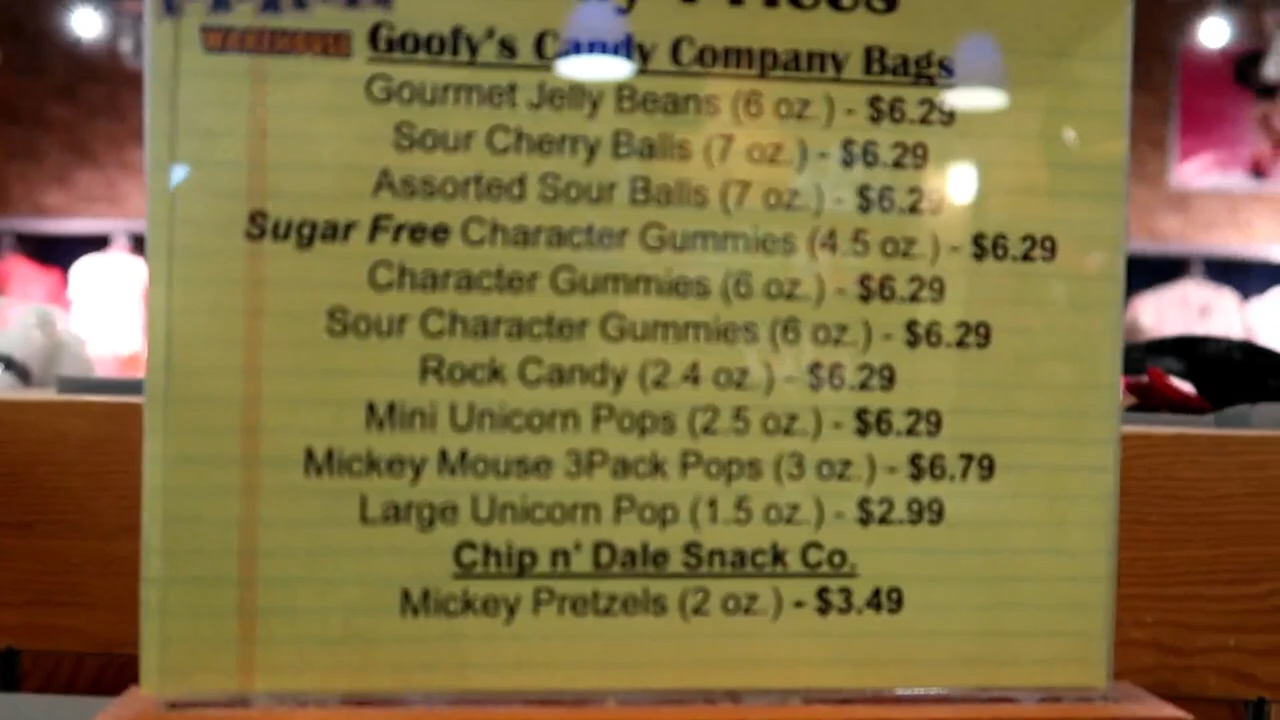 Prices
WAREHOUSE
Goofy's Candy Company Bags
Gourmet Jelly Beans (6 oz.) - $6.29
Sour Cherry Balls (7 oz.) - $6.29
Assorted Sour Balls (7 oz.) - $6.29
Sugar Free Character Gummies (4.5 oz.) - $6.29
Character Gummies (6 oz.) - $6.29
Sour Character Gummies (6 oz.) - $6.29
Rock Candy (2.4 oz.) - $6.29
Mini Unicorn Pops (2.5 oz.) - $6.29
Mickey Mouse 3Pack Pops (3 oz.) - $6.79
Large Unicorn Pop (1.5 oz.) - $2.99
Chip n' Dale Snack Co.
Mickey Pretzels (2 oz.) - $3.49